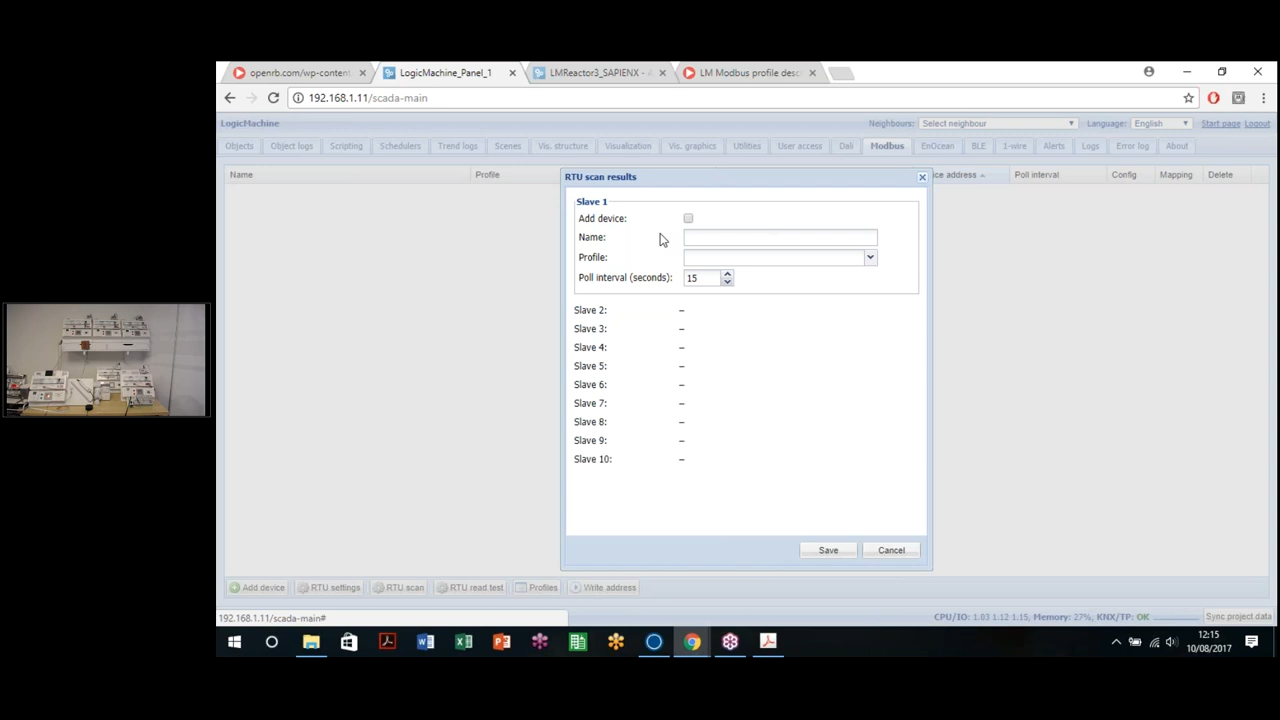 openrb.com/wp-content
LogicMachine_Panel_1
LMReactor3_SAPIENX - A
LM Modbus profile desc
192.168.1.11/scada-main
LogicMachine
Neighbours: Select neighbour Language: English Start page Logout
Objects Object logs Scripting Schedulers Trend logs Scenes Vis. structure Visualization Vis. graphics Utilities User access Dali Modbus EnOcean BLE 1-wire Alerts Logs Error log About
Name Profile ice address Poll interval Config Mapping Delete
RTU scan results
Slave 1
Add device:
Name:
Profile:
Poll interval (seconds): 15
Slave 2: –
Slave 3: –
Slave 4: –
Slave 5: –
Slave 6: –
Slave 7: –
Slave 8: –
Slave 9: –
Slave 10: –
Save Cancel
Add device RTU settings RTU scan RTU read test Profiles Write address
192.168.1.11/scada-main#
CPU/IO: 1.03 1.12 1.15, Memory: 27%, KNX/TP: OK Sync project data
12:15
10/08/2017